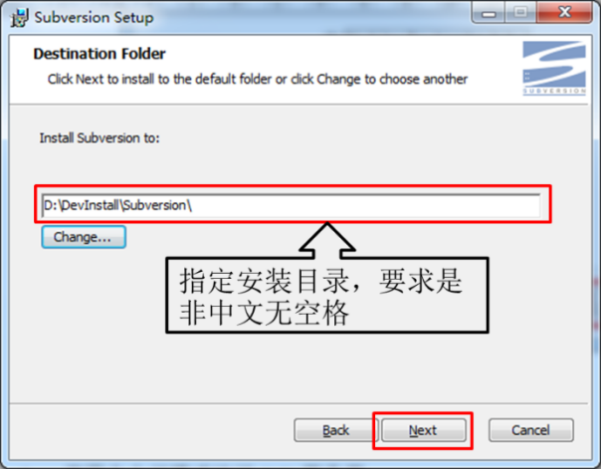 Subversion Setup
Destination Folder
Click Next to install to the default folder or click Change to choose another
SUBVERSION
Install Subversion to:
D:\DevInstall\Subversion\
Change...
指定安装目录，要求是
非中文无空格
Back
Next
Cancel